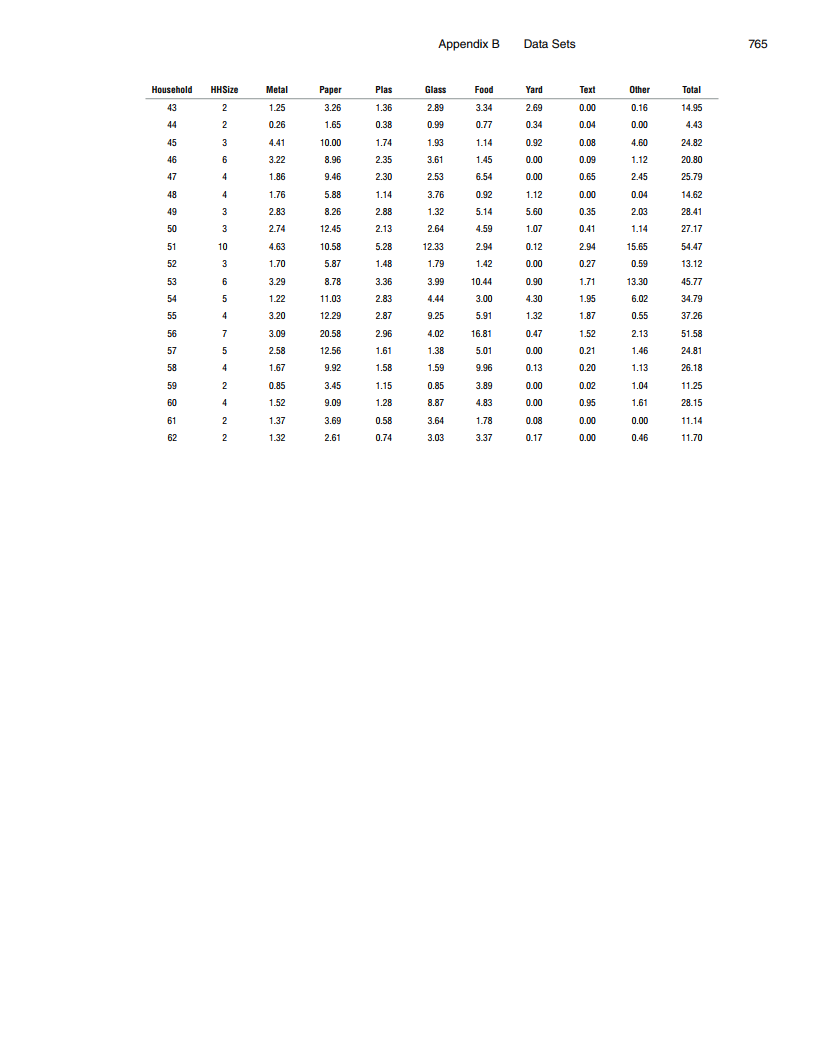 Appendix B Data Sets 765
Household HHSize Metal Paper Plas Glass Food Yard Text Other Total
43 2 1.25 3.26 1.36 2.89 3.34 2.69 0.00 0.16 14.95
44 2 0.26 1.65 0.38 0.99 0.77 0.34 0.04 0.00 4.43
45 3 4.41 10.00 1.74 1.93 1.14 0.92 0.08 4.60 24.82
46 6 3.22 8.96 2.35 3.61 1.45 0.00 0.09 1.12 20.80
47 4 1.86 9.46 2.30 2.53 6.54 0.00 0.65 2.45 25.79
48 4 1.76 5.88 1.14 3.76 0.92 1.12 0.00 0.04 14.62
49 3 2.83 8.26 2.88 1.32 5.14 5.60 0.35 2.03 28.41
50 3 2.74 12.45 2.13 2.64 4.59 1.07 0.41 1.14 27.17
51 10 4.63 10.58 5.28 12.33 2.94 0.12 2.94 15.65 54.47
52 3 1.70 5.87 1.48 1.79 1.42 0.00 0.27 0.59 13.12
53 6 3.29 8.78 3.36 3.99 10.44 0.90 1.71 13.30 45.77
54 5 1.22 11.03 2.83 4.44 3.00 4.30 1.95 6.02 34.79
55 4 3.20 12.29 2.87 9.25 5.91 1.32 1.87 0.55 37.26
56 7 3.09 20.58 2.96 4.02 16.81 0.47 1.52 2.13 51.58
57 5 2.58 12.56 1.61 1.38 5.01 0.00 0.21 1.46 24.81
58 4 1.67 9.92 1.58 1.59 9.96 0.13 0.20 1.13 26.18
59 2 0.85 3.45 1.15 0.85 3.89 0.00 0.02 1.04 11.25
60 4 1.52 9.09 1.28 8.87 4.83 0.00 0.95 1.61 28.15
61 2 1.37 3.69 0.58 3.64 1.78 0.08 0.00 0.00 11.14
62 2 1.32 2.61 0.74 3.03 3.37 0.17 0.00 0.46 11.70